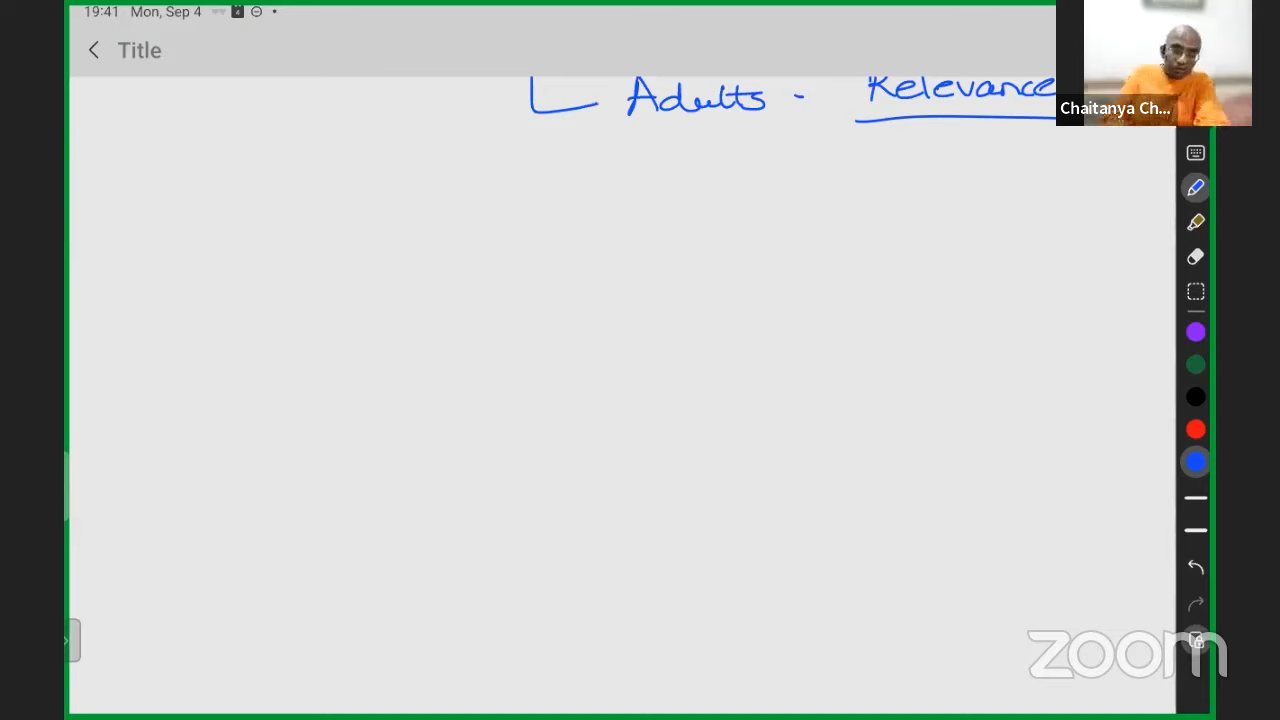 19:41 Mon, Sep 4
Title
Adults - Relevance
Chaitanya Ch...
zoom